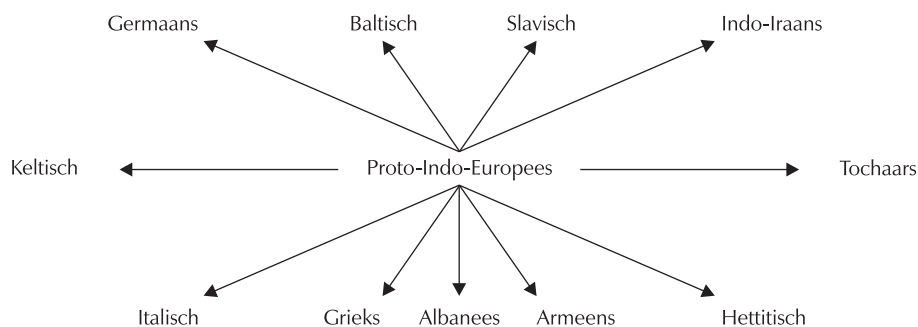 Germaans Baltisch Slavisch Indo-Iraans
Keltisch Proto-Indo-Europees Tochaars
Italisch Grieks Albanees Armeens Hettitisch